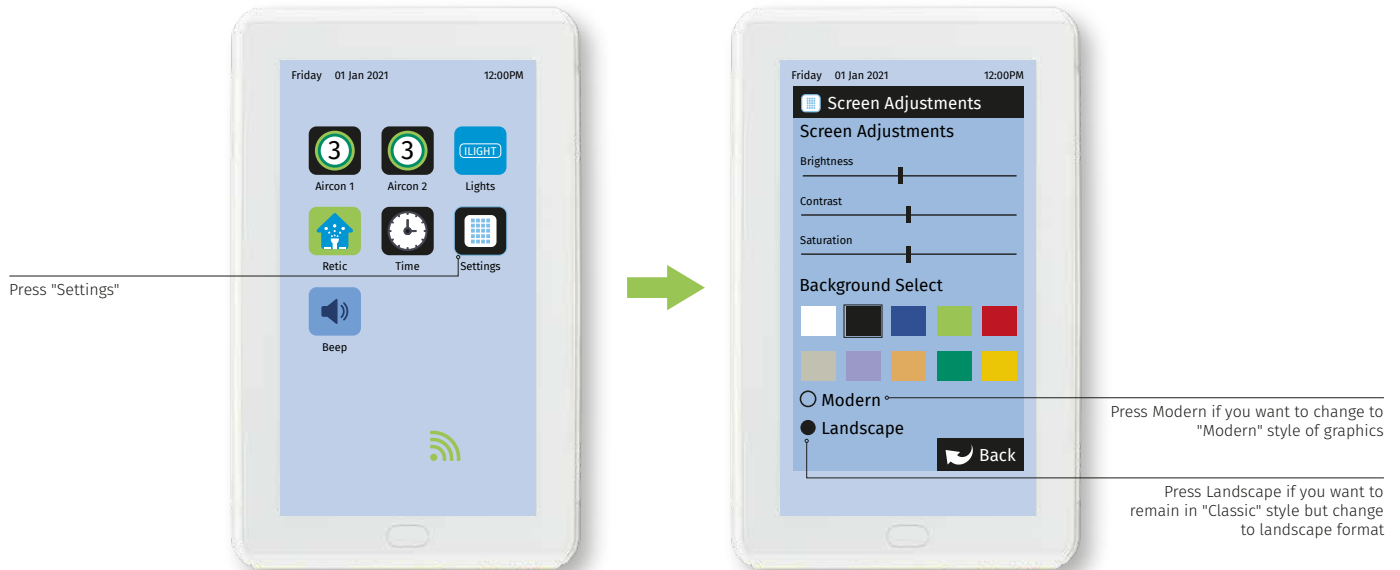 Friday 01 Jan 2021 12:00PM
3
3
ILIGHT
Aircon 1 Aircon 2 Lights
Retic Time Settings
Beep
Press "Settings"
Friday 01 Jan 2021 12:00PM
Screen Adjustments
Screen Adjustments
Brightness
Contrast
Saturation
Background Select
Modern
Landscape
Back
Press Modern if you want to change to
"Modern" style of graphics
Press Landscape if you want to
remain in "Classic" style but change
to landscape format